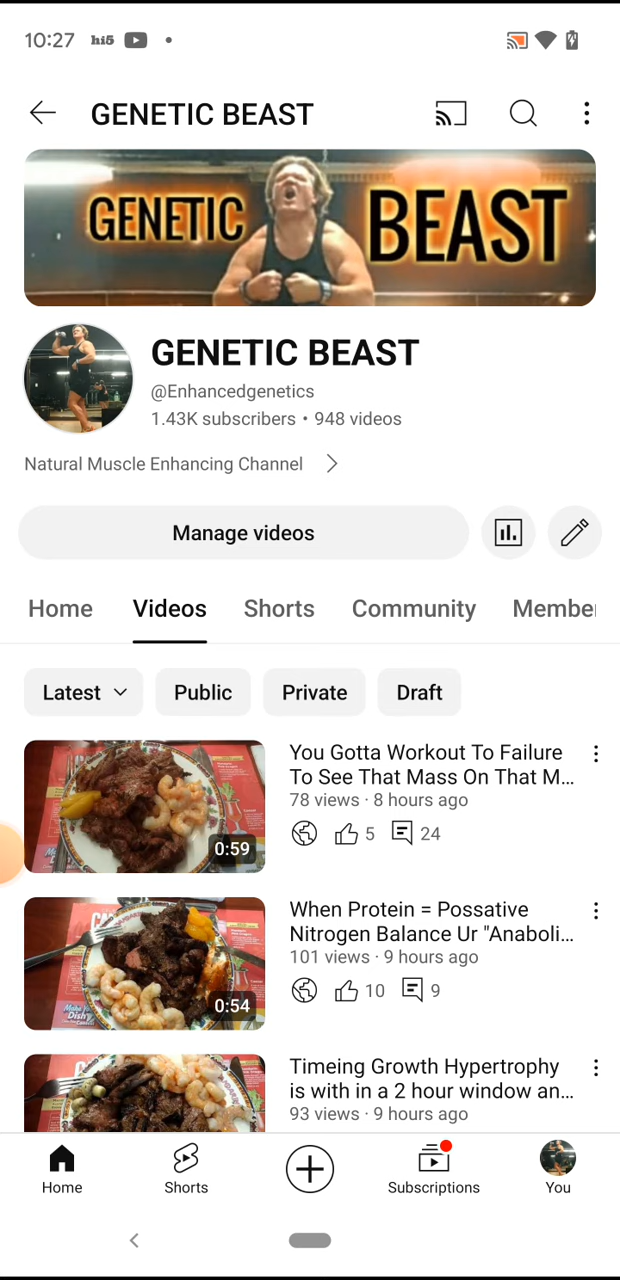 10:27 hi5
GENETIC BEAST
GENETIC BEAST
GENETIC BEAST
@Enhancedgenetics
1.43K subscribers • 948 videos
Natural Muscle Enhancing Channel
Manage videos
Home Videos Shorts Community Member
Latest Public Private Draft
You Gotta Workout To Failure
To See That Mass On That M...
78 views · 8 hours ago
5 24
0:59
When Protein = Possative
Nitrogen Balance Ur "Anaboli...
101 views · 9 hours ago
10 9
0:54
Timeing Growth Hypertrophy
is with in a 2 hour window an...
93 views · 9 hours ago
Home Shorts Subscriptions You